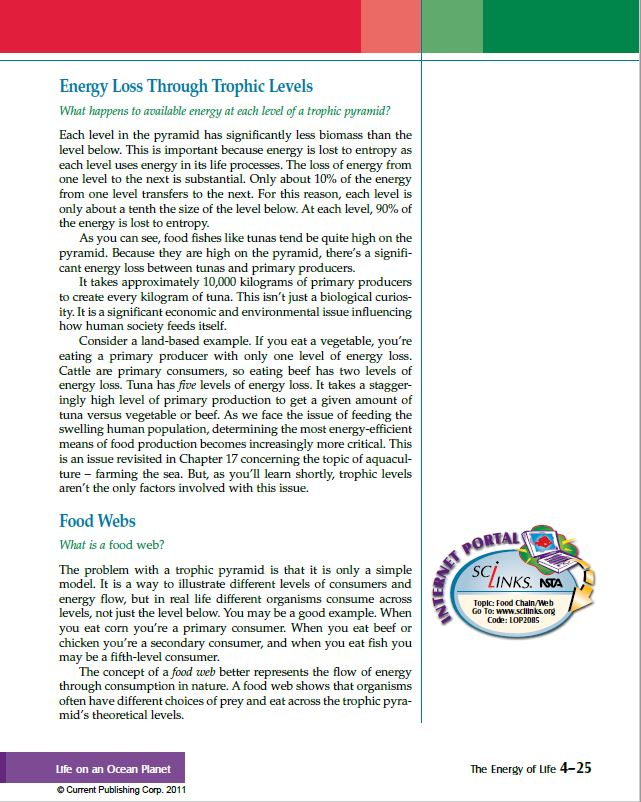 Energy Loss Through Trophic Levels
What happens to available energy at each level of a trophic pyramid?
Each level in the pyramid has significantly less biomass than the
level below. This is important because energy is lost to entropy as
each level uses energy in its life processes. The loss of energy from
one level to the next is substantial. Only about 10% of the energy
from one level transfers to the next. For this reason, each level is
only about a tenth the size of the level below. At each level, 90% of
the energy is lost to entropy.
As you can see, food fishes like tunas tend be quite high on the
pyramid. Because they are high on the pyramid, there's a signifi-
cant energy loss between tunas and primary producers.
It takes approximately 10,000 kilograms of primary producers
to create every kilogram of tuna. This isn't just a biological curios-
ity. It is a significant economic and environmental issue influencing
how human society feeds itself.
Consider a land-based example. If you eat a vegetable, you're
eating a primary producer with only one level of energy loss.
Cattle are primary consumers, so eating beef has two levels of
energy loss. Tuna has five levels of energy loss. It takes a stagger-
ingly high level of primary production to get a given amount of
tuna versus vegetable or beef. As we face the issue of feeding the
swelling human population, determining the most energy-efficient
means of food production becomes increasingly more critical. This
is an issue revisited in Chapter 17 concerning the topic of aquacul-
ture – farming the sea. But, as you'll learn shortly, trophic levels
aren't the only factors involved with this issue.
Food Webs
What is a food web?
The problem with a trophic pyramid is that it is only a simple
model. It is a way to illustrate different levels of consumers and
energy flow, but in real life different organisms consume across
levels, not just the level below. You may be a good example. When
you eat corn you're a primary consumer. When you eat beef or
chicken you're a secondary consumer, and when you eat fish you
may be a fifth-level consumer.
The concept of a food web better represents the flow of energy
through consumption in nature. A food web shows that organisms
often have different choices of prey and eat across the trophic pyra-
mid's theoretical levels.
INTERNET PORTAL
SCiLINKS. NSTA
Topic: Food Chain/Web
Go To: www.scilinks.org
Code: LOP2085
Life on an Ocean Planet
The Energy of Life 4–25
© Current Publishing Corp. 2011